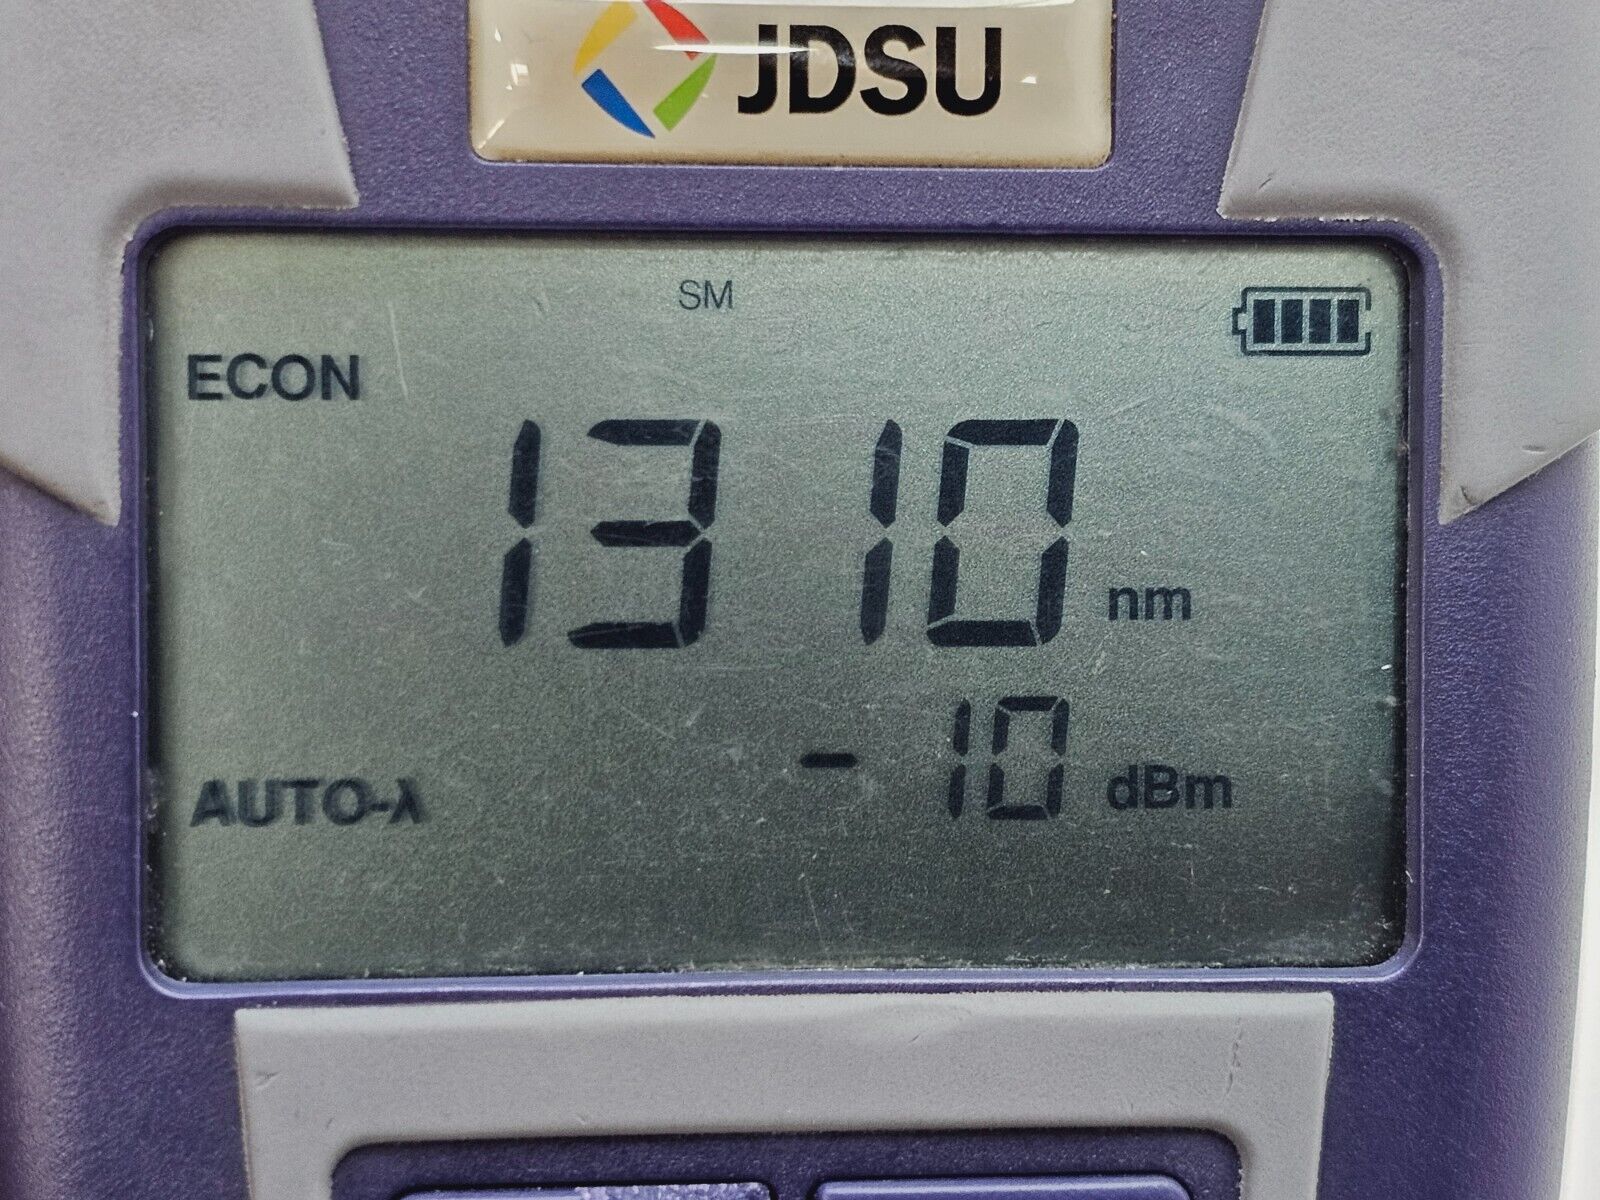 JDSU
SM
ECON
1310 nm
AUTO-λ
-10 dBm